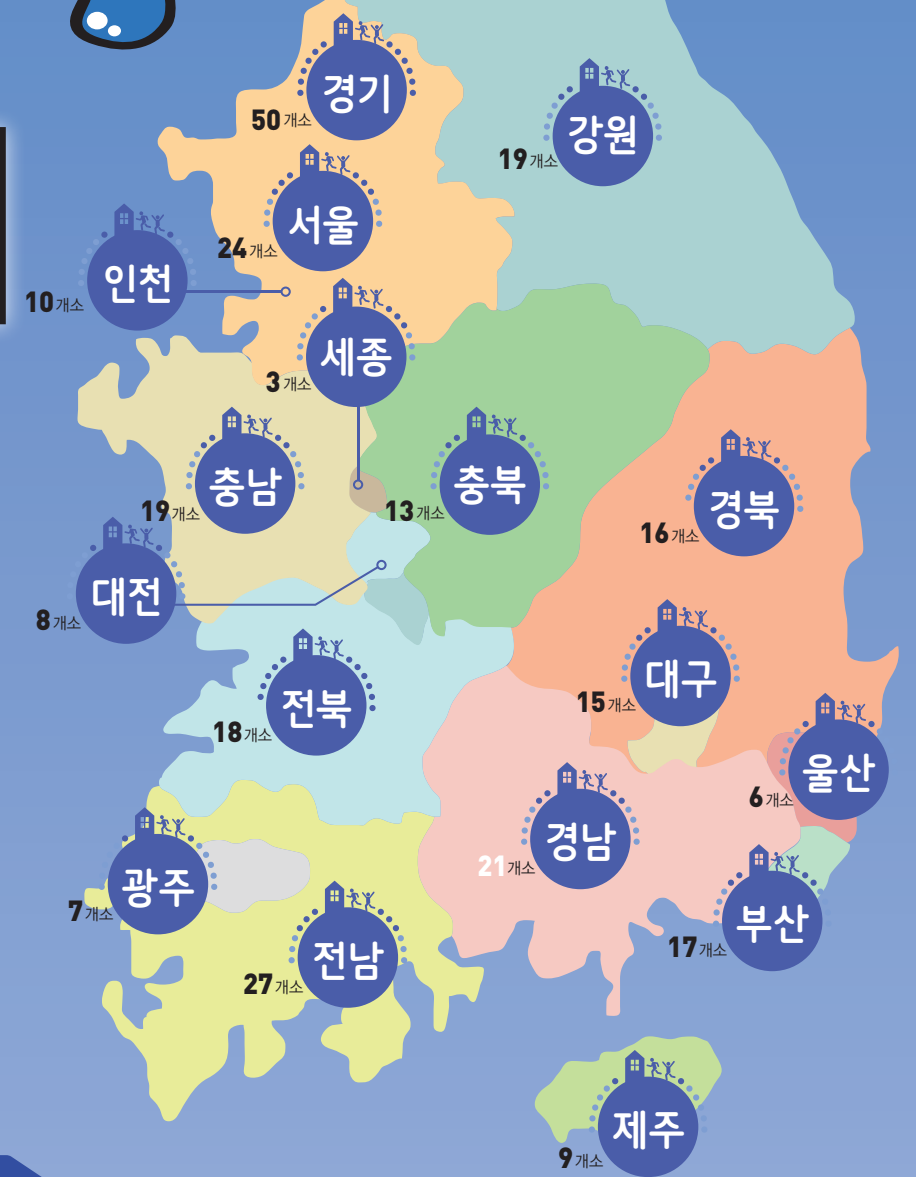 경기
50개소
강원
19개소
서울
24개소
인천
10개소
세종
3개소
충남
19개소
충북
13개소
경북
16개소
대전
8개소
대구
15개소
전북
18개소
울산
6개소
경남
21개소
광주
7개소
부산
17개소
전남
27개소
제주
9개소